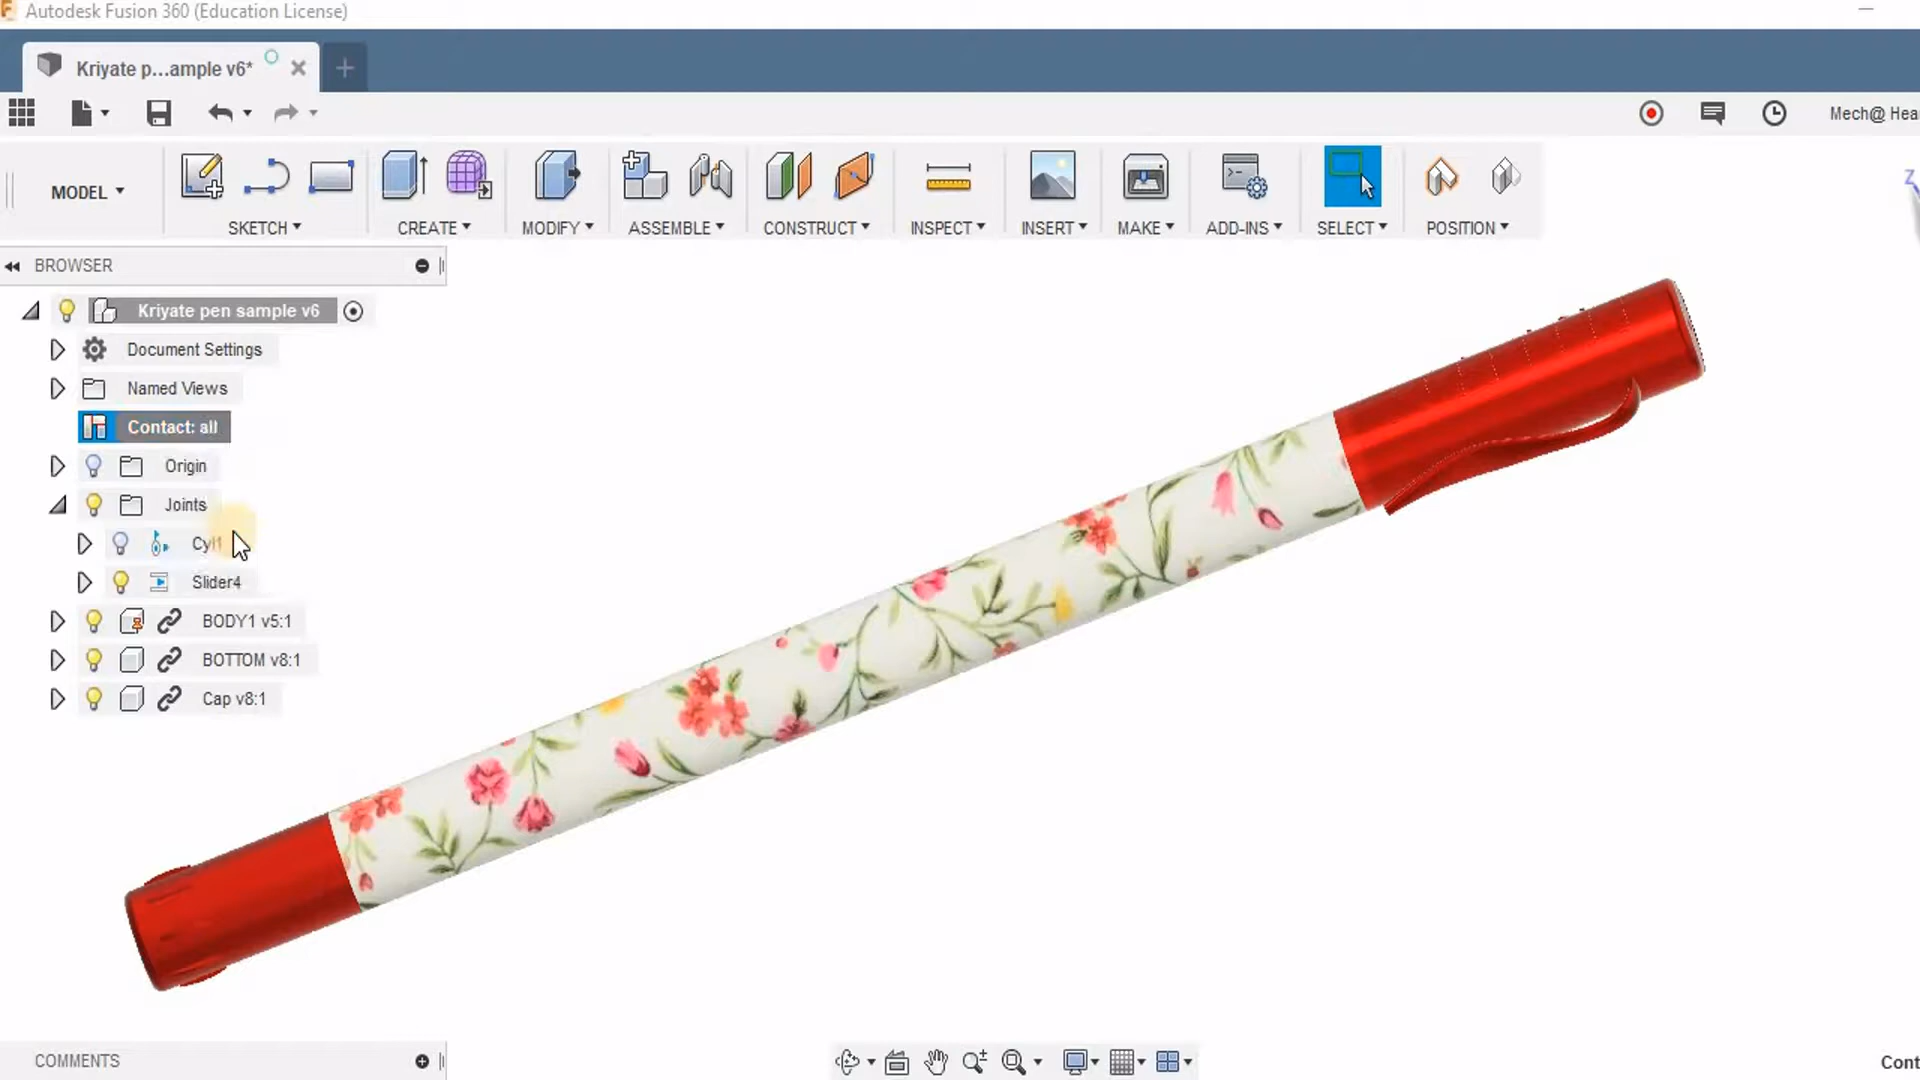 Autodesk Fusion 360 (Education License)
Kriyate p...ample v6*
Mech@ Hea
MODEL
SKETCH CREATE MODIFY ASSEMBLE CONSTRUCT INSPECT INSERT MAKE ADD-INS SELECT POSITION
Z
BROWSER
Kriyate pen sample v6
Document Settings
Named Views
Contact: all
Origin
Joints
Cyl1
Slider4
BODY1 v5:1
BOTTOM v8:1
Cap v8:1
COMMENTS
Cont